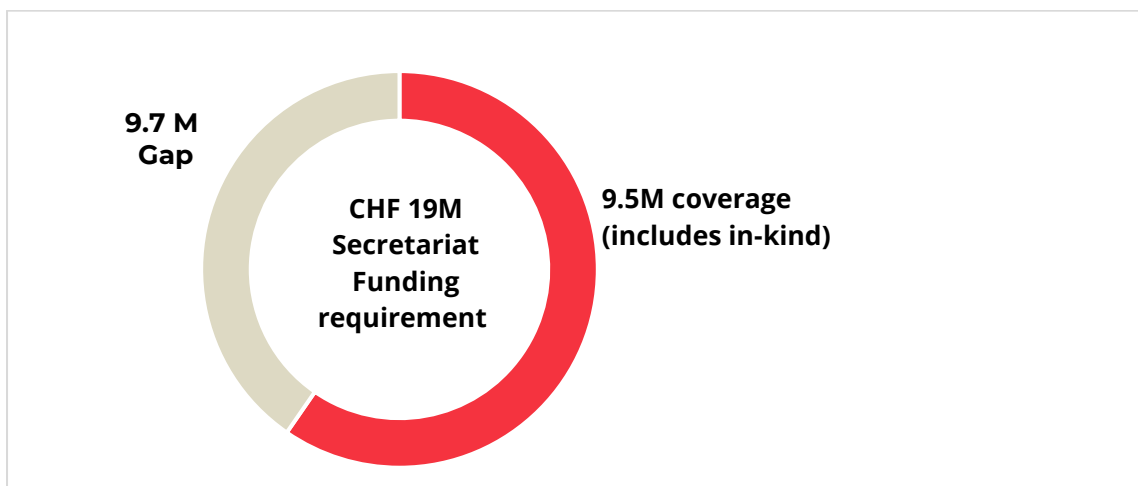 9.7 M
Gap
CHF 19M
Secretariat
Funding
requirement
9.5M coverage
(includes in-kind)